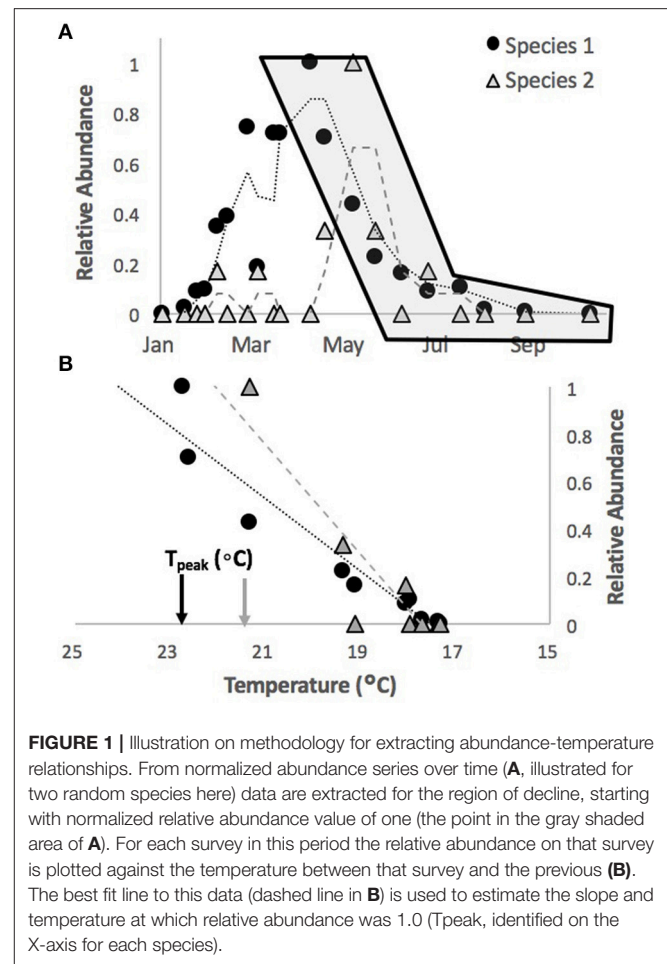 A
Species 1
Species 2
1
0.8
0.6
0.4
0.2
0
Relative Abundance
Jan
Mar
May
Jul
Sep
B
1
0.8
0.6
0.4
0.2
0
Relative Abundance
Tpeak (°C)
25
23
21
19
17
15
Temperature (°C)
FIGURE 1 | Illustration on methodology for extracting abundance-temperature
relationships. From normalized abundance series over time (A, illustrated for
two random species here) data are extracted for the region of decline, starting
with normalized relative abundance value of one (the point in the gray shaded
area of A). For each survey in this period the relative abundance on that survey
is plotted against the temperature between that survey and the previous (B).
The best fit line to this data (dashed line in B) is used to estimate the slope and
temperature at which relative abundance was 1.0 (Tpeak, identified on the
X-axis for each species).